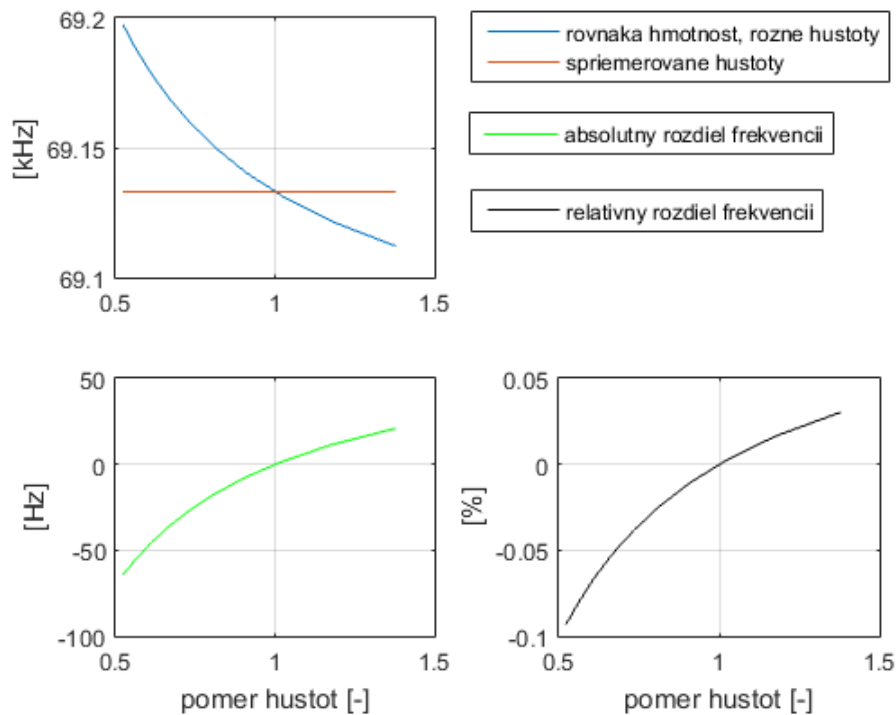 69.2
69.15
69.1
[kHz]
0.5 1 1.5
rovnaka hmotnost, rozne hustoty
spriemerovane hustoty
absolutny rozdiel frekvencii
relativny rozdiel frekvencii
50
0
-50
-100
[Hz]
0.5 1 1.5
pomer hustot [-]
0.05
0
-0.05
-0.1
[%]
0.5 1 1.5
pomer hustot [-]